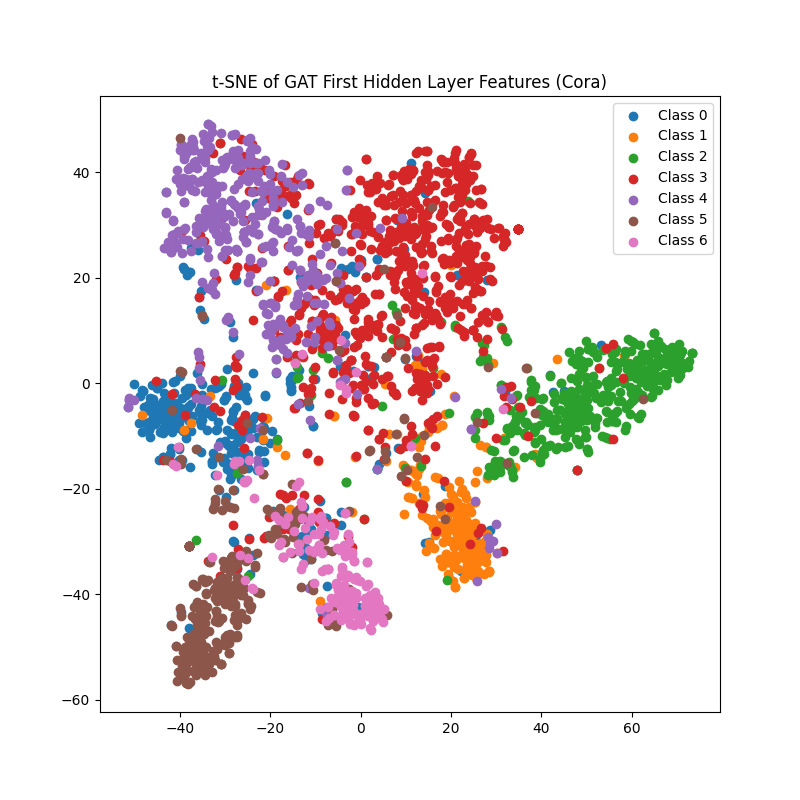 t-SNE of GAT First Hidden Layer Features (Cora)
Class 0
Class 1
Class 2
Class 3
Class 4
Class 5
Class 6
40
20
0
−20
−40
−60
−40 −20 0 20 40 60